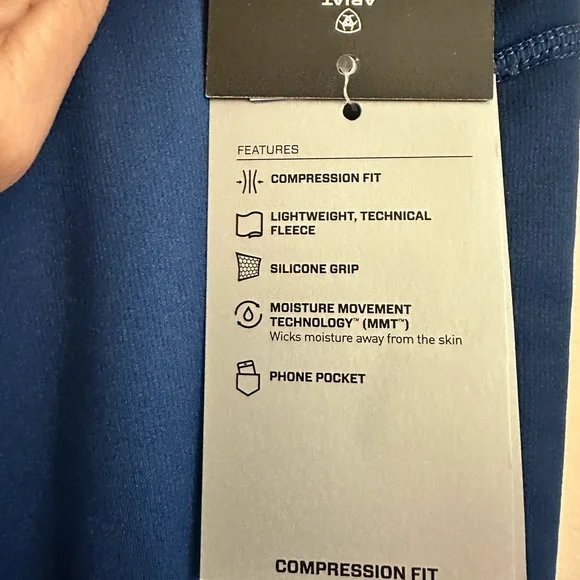 ARIAT
FEATURES
COMPRESSION FIT
LIGHTWEIGHT, TECHNICAL
FLEECE
SILICONE GRIP
MOISTURE MOVEMENT
TECHNOLOGY™ (MMT™)
Wicks moisture away from the skin
PHONE POCKET
COMPRESSION FIT